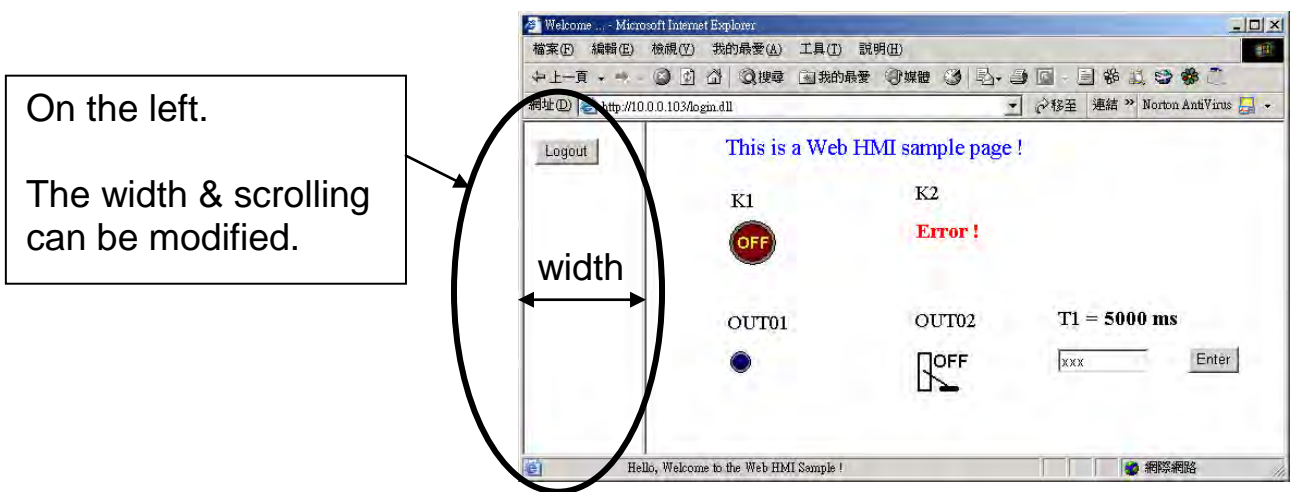 On the left.
The width & scrolling
can be modified.
Welcome ... - Microsoft Internet Explorer
檔案(F) 編輯(E) 檢視(V) 我的最愛(A) 工具(T) 說明(H)
上一頁 搜尋 我的最愛 媒體
網址(D) http://10.0.0.103/login.dll 移至 連結 » Norton AntiVirus
Logout
This is a Web HMI sample page !
K1 K2
OFF Error !
width
OUT01 OUT02 T1 = 5000 ms
OFF xxx Enter
Hello, Welcome to the Web HMI Sample ! 網際網路